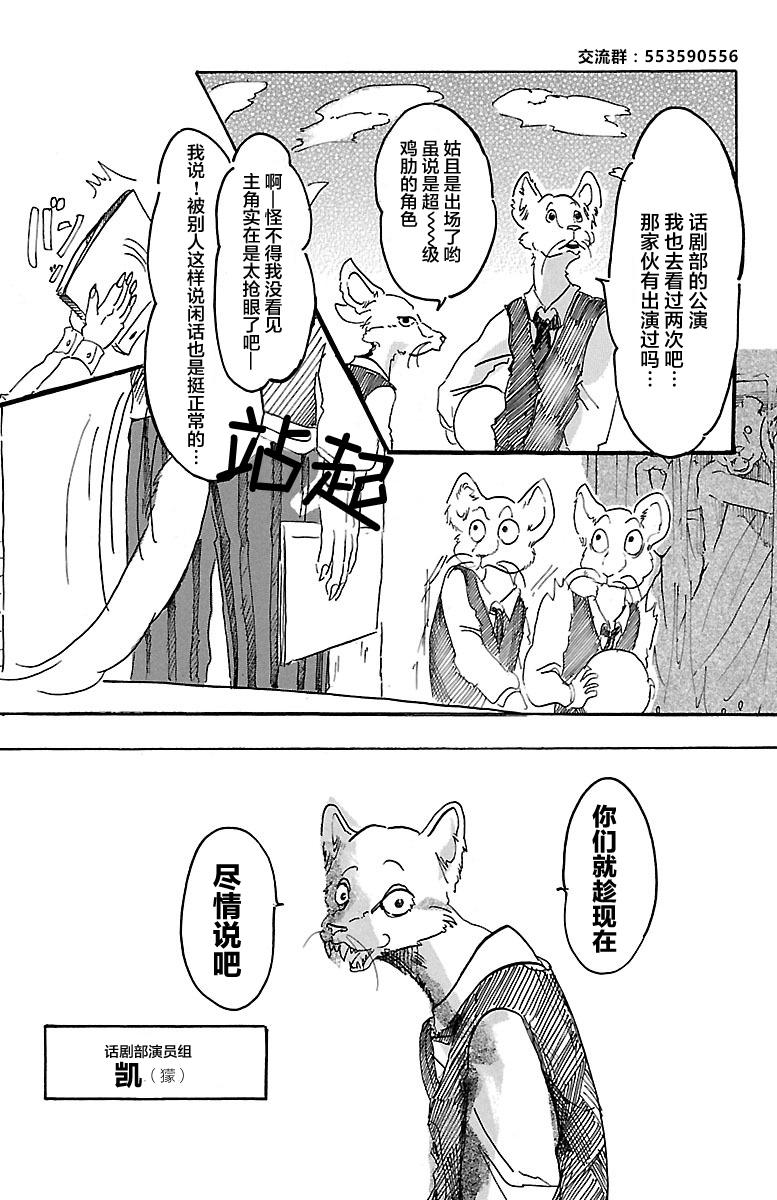 交流群：553590556
话剧部的公演
我也去看过两次吧…
那家伙有出演过吗…
姑且是出场了哟
虽说是超~~~级
鸡肋的角色
啊—怪不得我没看见
主角实在是太抢眼了吧—
我说！被别人这样说闲话也是挺正常的…
站起
你们就趁现在
尽情说吧
话剧部演员组
凯（獴）